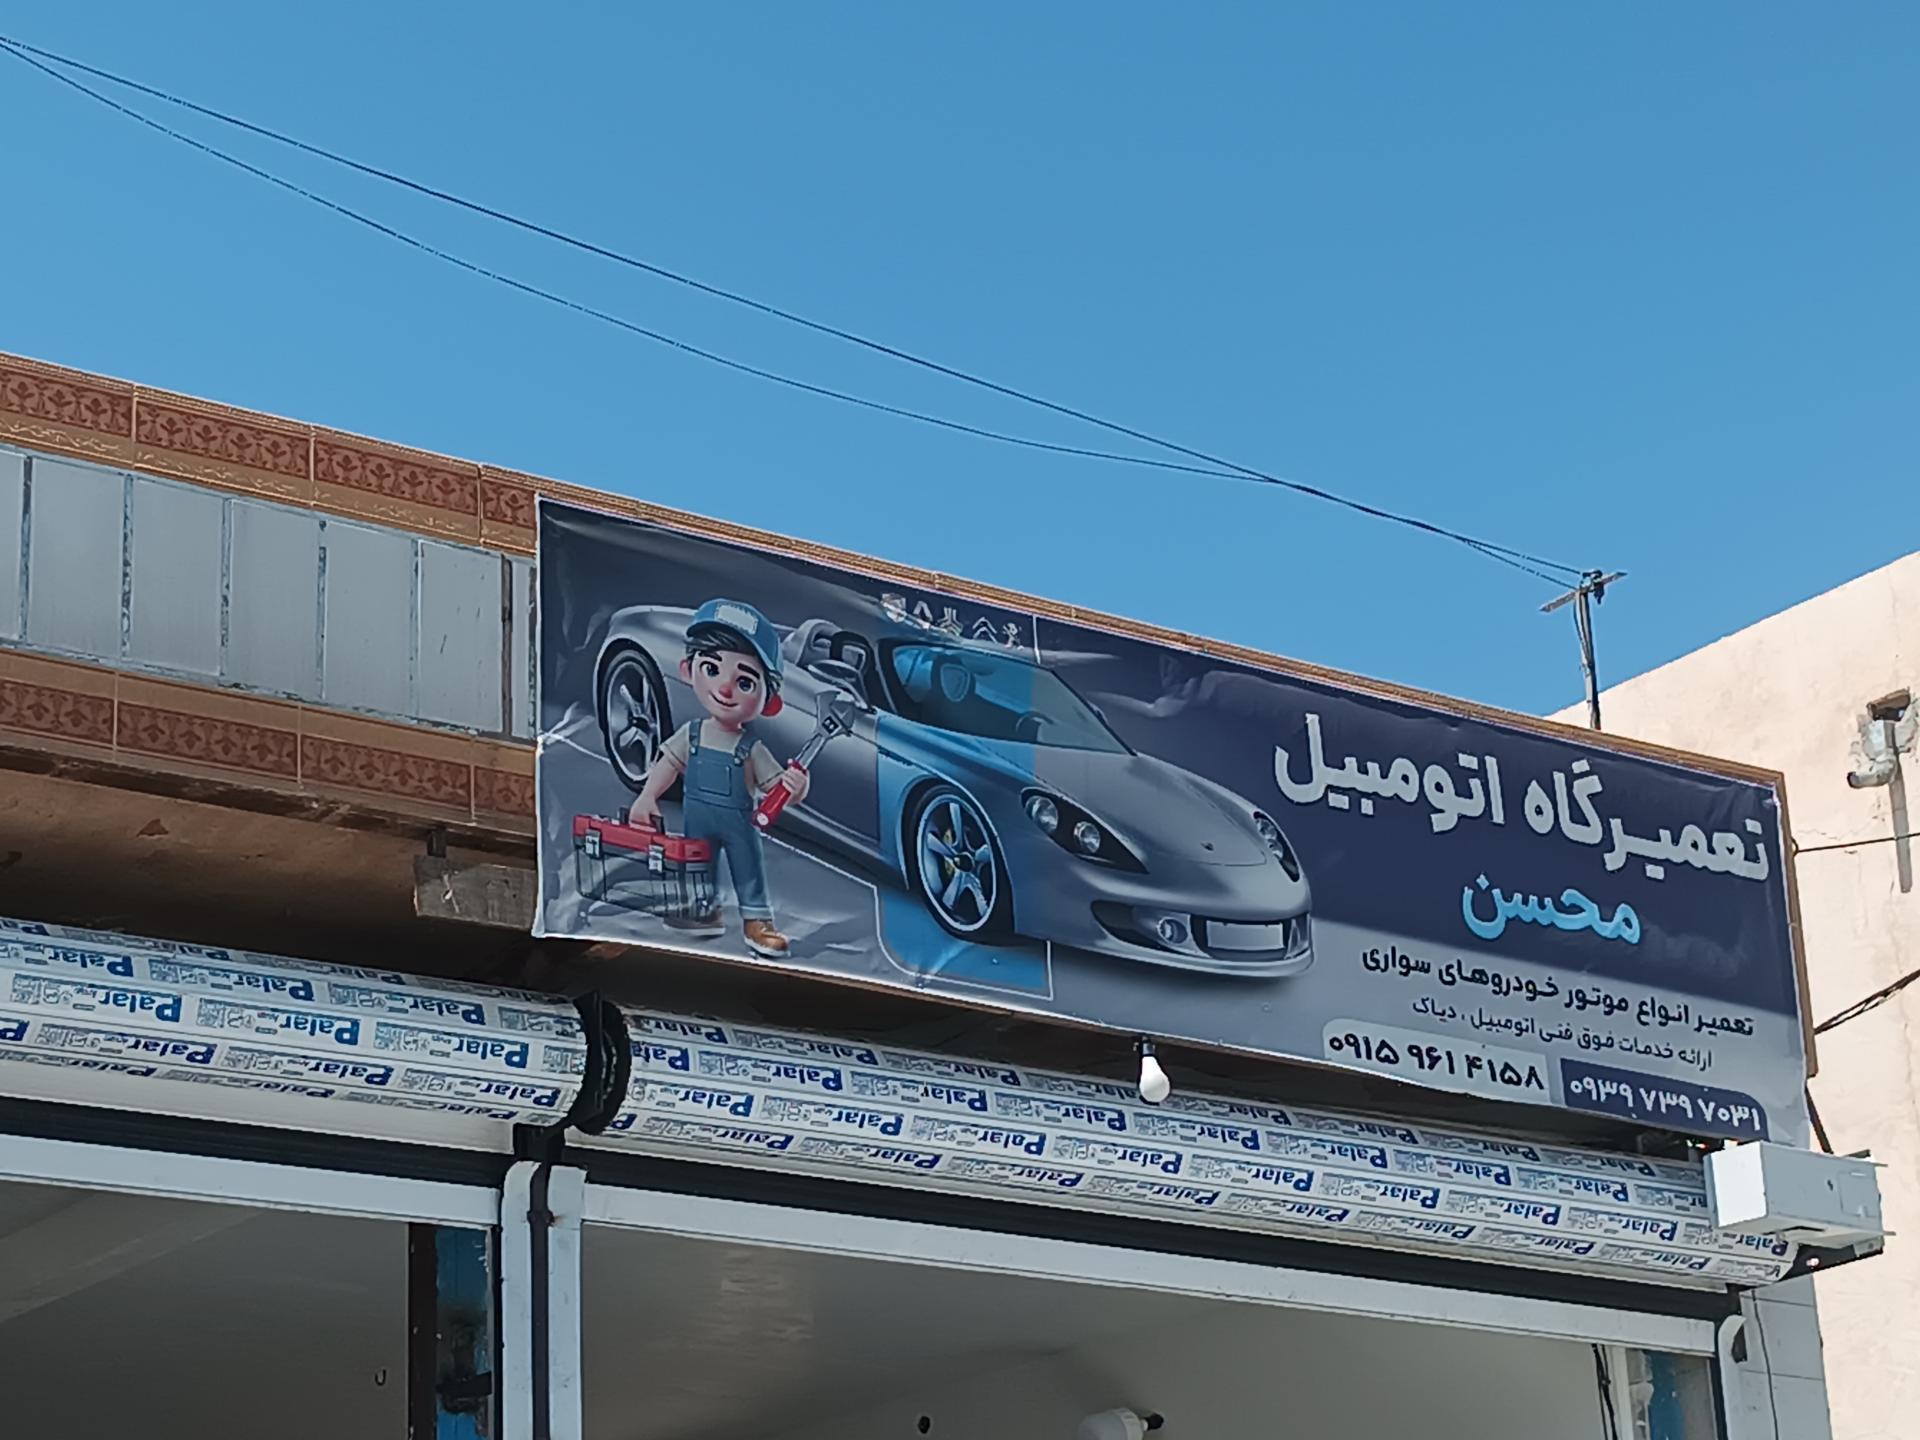 تعمیرگاه اتومبیل
محسن
تعمیر انواع موتور خودروهای سواری
ارائه خدمات فوق فنی اتومبیل ، دیاک
۰۹۱۵ ۹۶۱ ۴۱۵۸
۰۹۳۹ ۷۳۹ ۷۰۳۱
Palar